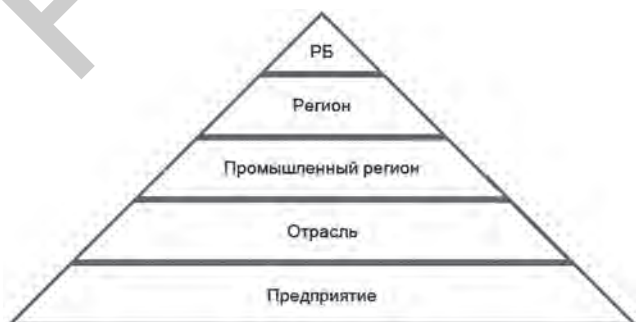 РБ
Регион
Промышленный регион
Отрасль
Предприятие